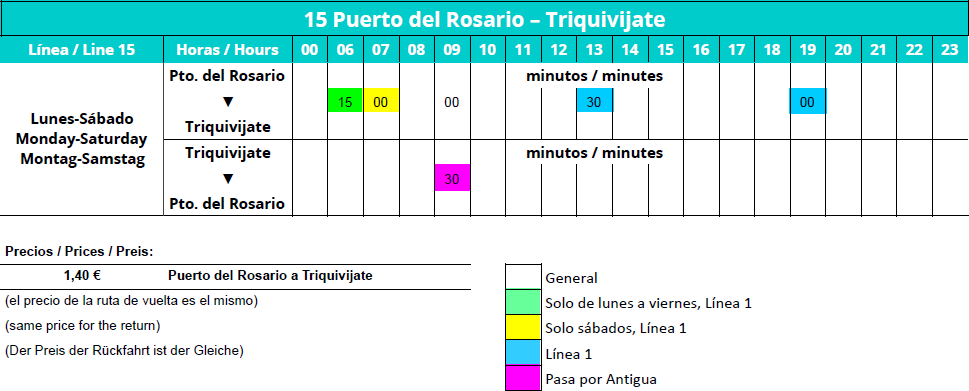 15 Puerto del Rosario – Triquivijate
Línea / Line 15 Horas / Hours 00 06 07 08 09 10 11 12 13 14 15 16 17 18 19 20 21 22 23
Lunes-Sábado
Monday-Saturday
Montag-Samstag
Pto. del Rosario minutos / minutes
▼ 15 00 00 30 00
Triquivijate
Triquivijate minutos / minutes
▼ 30
Pto. del Rosario
Precios / Prices / Preis:
1,40 € Puerto del Rosario a Triquivijate
(el precio de la ruta de vuelta es el mismo)
(same price for the return)
(Der Preis der Rückfahrt ist der Gleiche)
General
Solo de lunes a viernes, Línea 1
Solo sábados, Línea 1
Línea 1
Pasa por Antigua